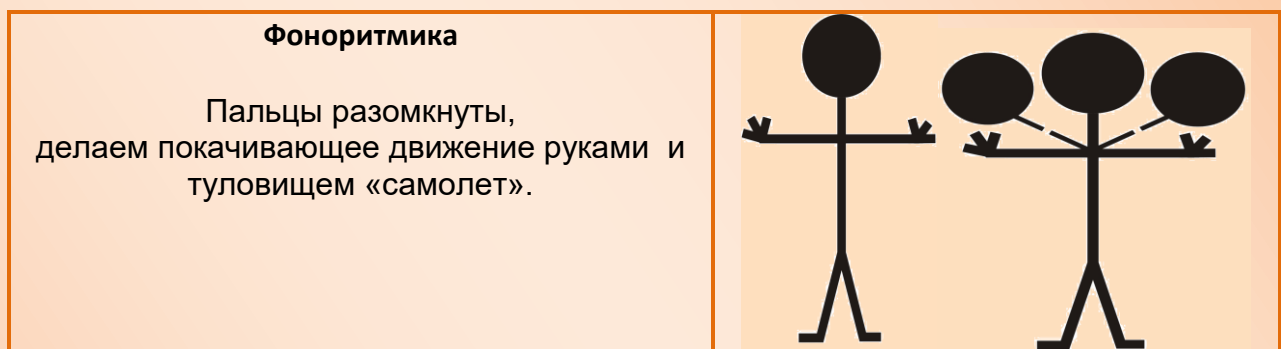 Фоноритмика
Пальцы разомкнуты,
делаем покачивающее движение руками и
туловищем «самолет».